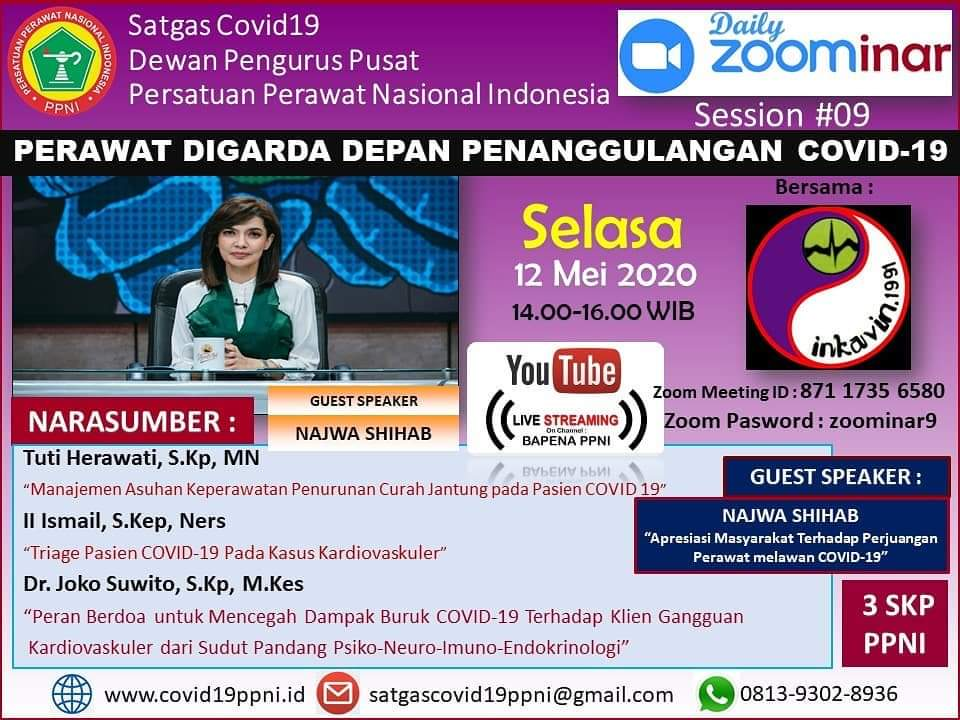 PERSATUAN PERAWAT NASIONAL INDONESIA
PPNI
Satgas Covid19
Dewan Pengurus Pusat
Persatuan Perawat Nasional Indonesia
Daily
zoominar
Session #09
PERAWAT DIGARDA DEPAN PENANGGULANGAN COVID-19
Selasa
12 Mei 2020
14.00-16.00 WIB
Bersama :
inkavin.1991
YouTube
LIVE STREAMING
On Channel :
BAPENA PPNI
Zoom Meeting ID : 871 1735 6580
Zoom Pasword : zoominar9
NARASUMBER :
GUEST SPEAKER
NAJWA SHIHAB
Tuti Herawati, S.Kp, MN
“Manajemen Asuhan Keperawatan Penurunan Curah Jantung pada Pasien COVID 19”
II Ismail, S.Kep, Ners
“Triage Pasien COVID-19 Pada Kasus Kardiovaskuler”
Dr. Joko Suwito, S.Kp, M.Kes
“Peran Berdoa untuk Mencegah Dampak Buruk COVID-19 Terhadap Klien Gangguan
Kardiovaskuler dari Sudut Pandang Psiko-Neuro-Imuno-Endokrinologi”
GUEST SPEAKER :
NAJWA SHIHAB
“Apresiasi Masyarakat Terhadap Perjuangan
Perawat melawan COVID-19”
3 SKP
PPNI
www.covid19ppni.id
satgascovid19ppni@gmail.com
0813-9302-8936